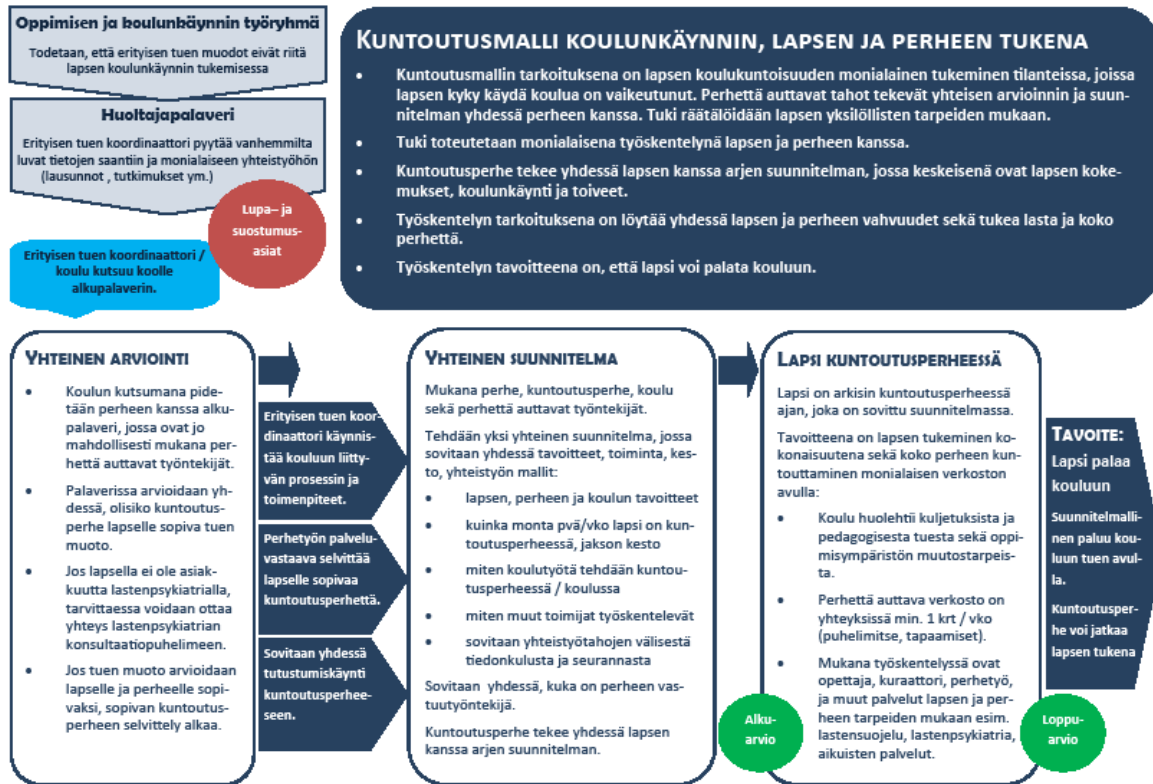 Oppimisen ja koulunkäynnin työryhmä
Todetaan, että erityisen tuen muodot eivät riitä
lapsen koulunkäynnin tukemisessa
Huoltajapalaveri
Erityisen tuen koordinaattori pyytää vanhemmilta
luvat tietojen saantiin ja monialaiseen yhteistyöhön
(lausunnot , tutkimukset ym.)
Lupa– ja
suostumus-
asiat
Erityisen tuen koordinaattori /
koulu kutsuu koolle
alkupalaverin.
Kuntoutusmalli koulunkäynnin, lapsen ja perheen tukena
• Kuntoutusmallin tarkoituksena on lapsen koulukuntoisuuden monialainen tukeminen tilanteissa, joissa
lapsen kyky käydä koulua on vaikeutunut. Perhettä auttavat tahot tekevät yhteisen arvioinnin ja suun-
nitelman yhdessä perheen kanssa. Tuki räätälöidään lapsen yksilöllisten tarpeiden mukaan.
• Tuki toteutetaan monialaisena työskentelynä lapsen ja perheen kanssa.
• Kuntoutusperhe tekee yhdessä lapsen kanssa arjen suunnitelman, jossa keskeisenä ovat lapsen koke-
mukset, koulunkäynti ja toiveet.
• Työskentelyn tarkoituksena on löytää yhdessä lapsen ja perheen vahvuudet sekä tukea lasta ja koko
perhettä.
• Työskentelyn tavoitteena on, että lapsi voi palata kouluun.
Yhteinen arviointi
• Koulun kutsumana pide-
tään perheen kanssa alku-
palaveri, jossa ovat jo
mahdollisesti mukana per-
hettä auttavat työntekijät.
• Palaverissa arvioidaan yh-
dessä, olisiko kuntoutus-
perhe lapselle sopiva tuen
muoto.
• Jos lapsella ei ole asiak-
kuutta lastenpsykiatrialla,
tarvittaessa voidaan ottaa
yhteys lastenpsykiatrian
konsultaatiopuhelimeen.
• Jos tuen muoto arvioidaan
lapselle ja perheelle sopi-
vaksi, sopivan kuntoutus-
perheen selvittely alkaa.
Erityisen tuen koor-
dinaattori käynnis-
tää kouluun liitty-
vän prosessin ja
toimenpiteet.
Perhetyön palvelu-
vastaava selvittää
lapselle sopivaa
kuntoutusperhettä.
Sovitaan yhdessä
tutustumiskäynti
kuntoutusperhee-
seen.
Yhteinen suunnitelma
Mukana perhe, kuntoutusperhe, koulu
sekä perhettä auttavat työntekijät.
Tehdään yksi yhteinen suunnitelma, jossa
sovitaan yhdessä tavoitteet, toiminta, kes-
to, yhteistyön mallit:
• lapsen, perheen ja koulun tavoitteet
• kuinka monta pvä/vko lapsi on kun-
toutusperheessä, jakson kesto
• miten koulutyötä tehdään kuntou-
tusperheessä / koulussa
• miten muut toimijat työskentelevät
• sovitaan yhteistyötahojen välisestä
tiedonkulusta ja seurannasta
Sovitaan yhdessä, kuka on perheen vas-
tuutyöntekijä.
Kuntoutusperhe tekee yhdessä lapsen
kanssa arjen suunnitelman.
Alku-
arvio
Lapsi kuntoutusperheessä
Lapsi on arkisin kuntoutusperheessä
ajan, joka on sovittu suunnitelmassa.
Tavoitteena on lapsen tukeminen ko-
konaisuutena sekä koko perheen kun-
touttaminen monialaisen verkoston
avulla:
• Koulu huolehtii kuljetuksista ja
pedagogisesta tuesta sekä oppi-
misympäristön muutostarpeis-
ta.
• Perhettä auttava verkosto on
yhteyksissä min. 1 krt / vko
(puhelimitse, tapaamiset).
• Mukana työskentelyssä ovat
opettaja, kuraattori, perhetyö,
ja muut palvelut lapsen ja per-
heen tarpeiden mukaan esim.
lastensuojelu, lastenpsykiatria,
aikuisten palvelut.
Loppu-
arvio
Tavoite:
Lapsi palaa
kouluun
Suunnitelmalli-
nen paluu kou-
luun tuen avul-
la.
Kuntoutusper-
he voi jatkaa
lapsen tukena